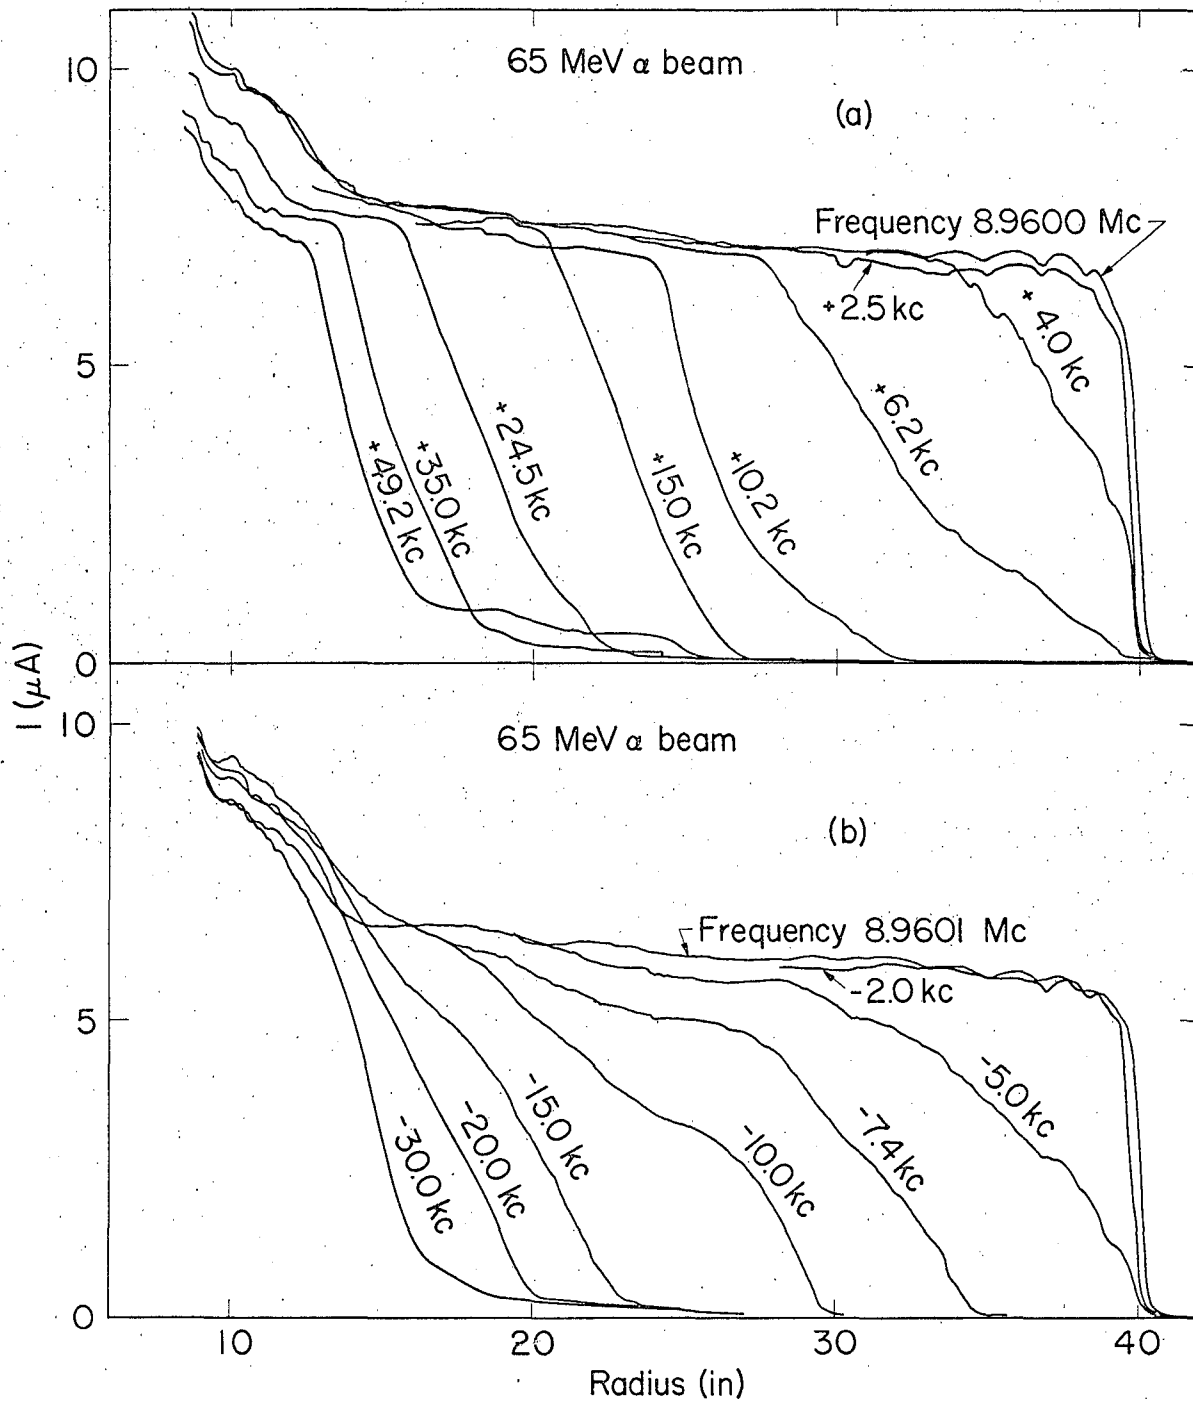 65 MeV α beam
(a)
10
5
0
Frequency 8.9600 Mc
+2.5 kc
+4.0 kc
+6.2 kc
+10.2 kc
+15.0 kc
+24.5 kc
+35.0 kc
+49.2 kc
I (μA)
65 MeV α beam
(b)
10
5
0
Frequency 8.9601 Mc
-2.0 kc
-5.0 kc
-7.4 kc
-10.0 kc
-15.0 kc
-20.0 kc
-30.0 kc
10 20 30 40
Radius (in)